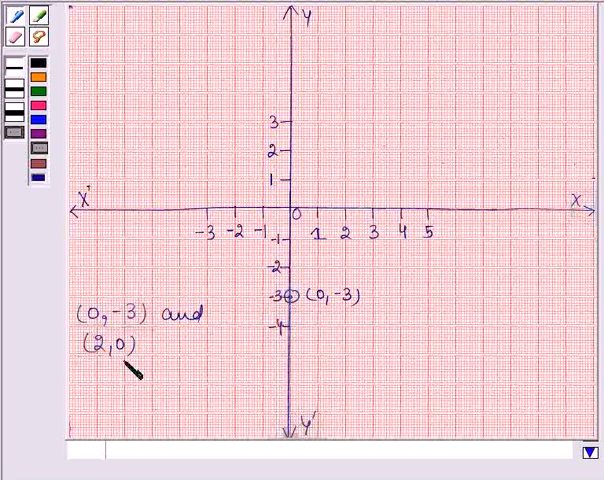 Y
3
2
1
X' O X
-3 -2 -1 1 2 3 4 5
-1
-2
-3 (0, -3)
(0, -3) and
-4
(2, 0)
Y'